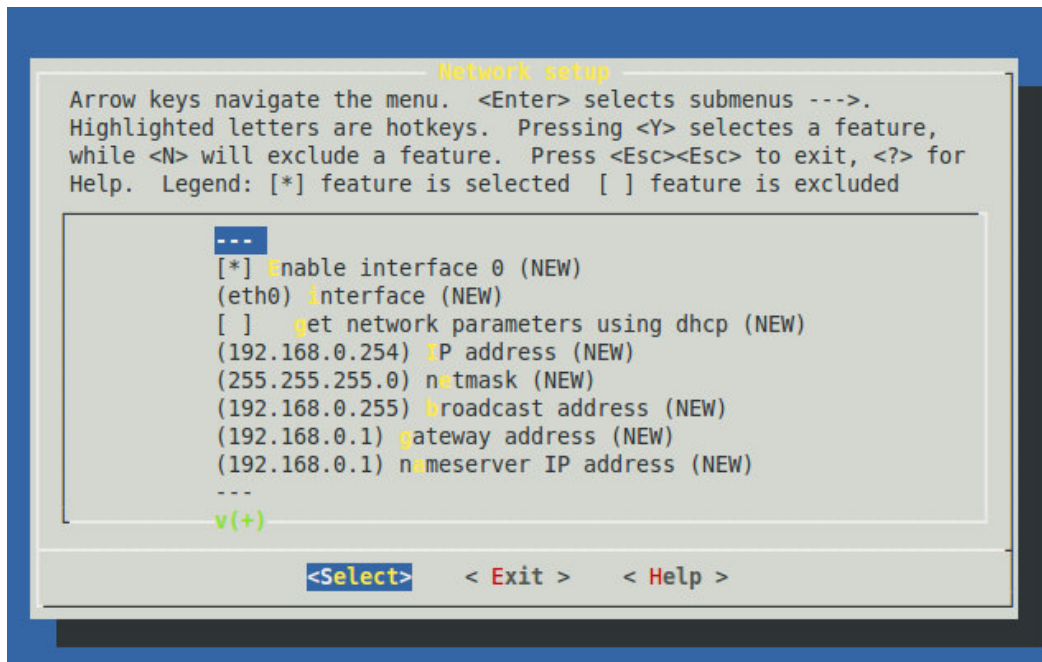 Network setup
Arrow keys navigate the menu.  <Enter> selects submenus --->.
Highlighted letters are hotkeys.  Pressing <Y> selectes a feature,
while <N> will exclude a feature.  Press <Esc><Esc> to exit, <?> for
Help.  Legend: [*] feature is selected  [ ] feature is excluded
---
[*] Enable interface 0 (NEW)
(eth0) interface (NEW)
[ ]   get network parameters using dhcp (NEW)
(192.168.0.254) IP address (NEW)
(255.255.255.0) netmask (NEW)
(192.168.0.255) broadcast address (NEW)
(192.168.0.1) gateway address (NEW)
(192.168.0.1) nameserver IP address (NEW)
---
v(+)
<Select>    < Exit >    < Help >